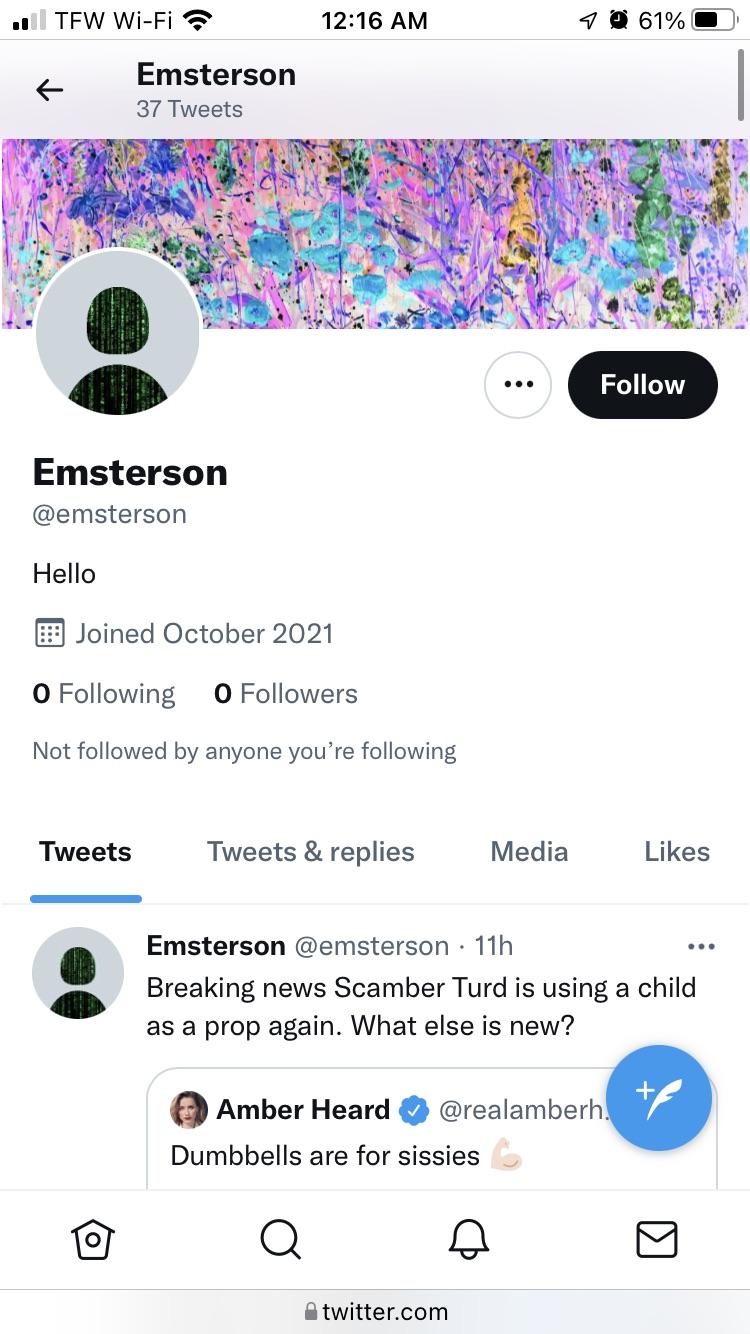 TFW Wi-Fi 12:16 AM 61%
Emsterson
37 Tweets
Follow
Emsterson
@emsterson
Hello
Joined October 2021
0 Following 0 Followers
Not followed by anyone you’re following
Tweets Tweets & replies Media Likes
Emsterson @emsterson · 11h
Breaking news Scamber Turd is using a child
as a prop again. What else is new?
Amber Heard @realamberh.
Dumbbells are for sissies 💪🏻
twitter.com